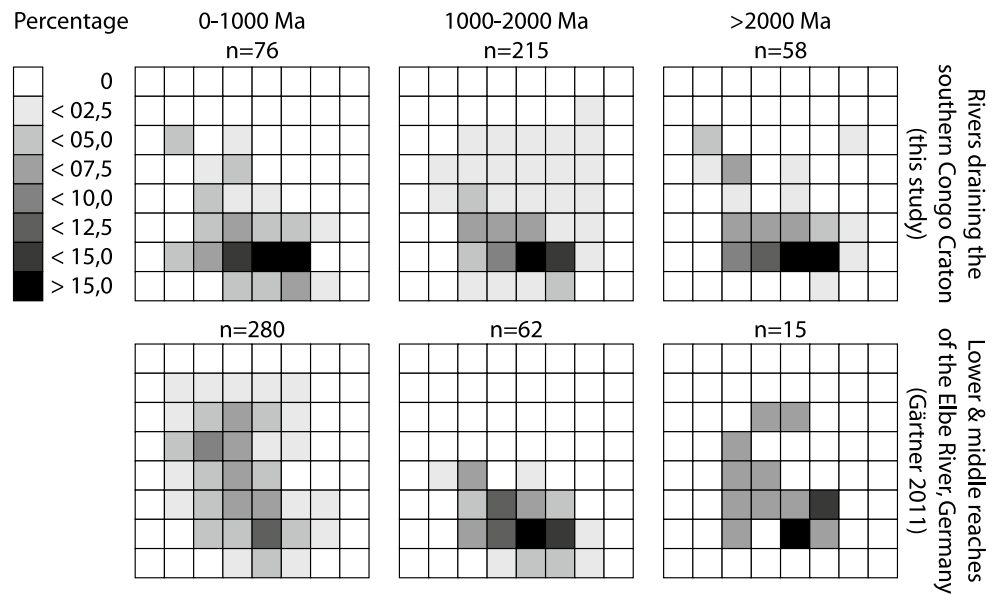 Percentage
0-1000 Ma
1000-2000 Ma
>2000 Ma
n=76
n=215
n=58
0
< 02,5
< 05,0
< 07,5
< 10,0
< 12,5
< 15,0
> 15,0
Rivers draining the
southern Congo Craton
(this study)
n=280
n=62
n=15
Lower & middle reaches
of the Elbe River, Germany
(Gärtner 2011)